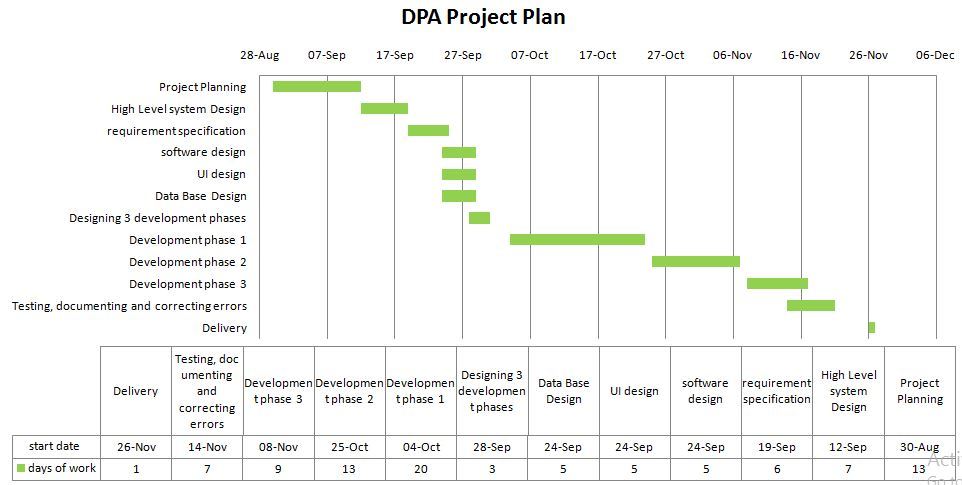 DPA Project Plan
28-Aug 07-Sep 17-Sep 27-Sep 07-Oct 17-Oct 27-Oct 06-Nov 16-Nov 26-Nov 06-Dec
Project Planning
High Level system Design
requirement specification
software design
UI design
Data Base Design
Designing 3 development phases
Development phase 1
Development phase 2
Development phase 3
Testing, documenting and correcting errors
Delivery
Delivery
Testing, doc
umenting
and
correcting
errors
Developmen
t phase 3
Developmen
t phase 2
Developmen
t phase 1
Designing 3
developmen
t phases
Data Base
Design
UI design
software
design
requirement
specification
High Level
system
Design
Project
Planning
start date 26-Nov 14-Nov 08-Nov 25-Oct 04-Oct 28-Sep 24-Sep 24-Sep 24-Sep 19-Sep 12-Sep 30-Aug
days of work 1 7 9 13 20 3 5 5 5 6 7 13
Acti